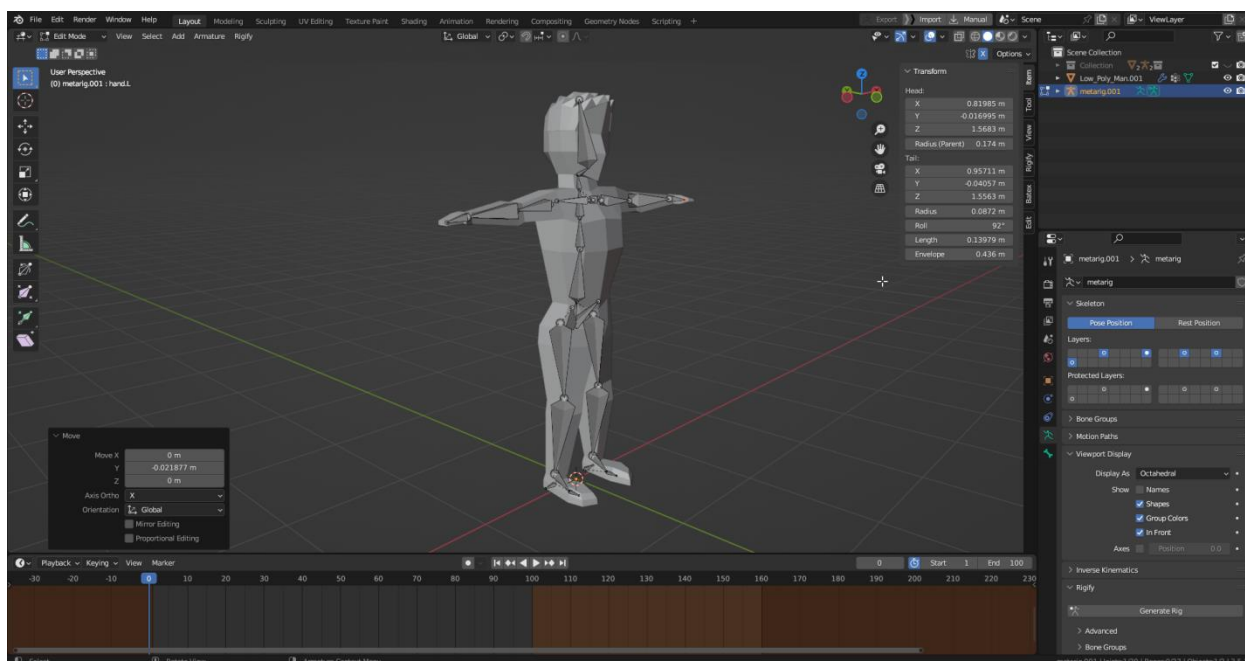 File Edit Render Window Help Layout Modeling Sculpting UV Editing Texture Paint Shading Animation Rendering Compositing Geometry Nodes Scripting + Export Import Manual Scene ViewLayer
Edit Mode View Select Add Armature Rigify Global
Options
User Perspective
(0) metarig.001 : hand.L
Transform
Head:
X 0.81985 m
Y -0.016995 m
Z 1.5683 m
Radius (Parent) 0.174 m
Tail:
X 0.95711 m
Y -0.04057 m
Z 1.5563 m
Radius 0.0872 m
Roll 92°
Length 0.13979 m
Envelope 0.436 m
Item
Tool
View
Rigify
Batex
Edit
Z
Scene Collection
Collection
Low_Poly_Man.001
metarig.001
metarig.001 > metarig
metarig
Skeleton
Pose Position Rest Position
Layers:
Protected Layers:
Bone Groups
Motion Paths
Viewport Display
Display As Octahedral
Show Names
Shapes
Group Colors
In Front
Axes Position 0.0
Inverse Kinematics
Rigify
Generate Rig
Advanced
Bone Groups
Move
Move X 0 m
Y -0.021877 m
Z 0 m
Axis Ortho X
Orientation Global
Mirror Editing
Proportional Editing
Playback Keying View Marker 0 Start 1 End 100
-30 -20 -10 0 10 20 30 40 50 60 70 80 90 100 110 120 130 140 150 160 170 180 190 200 210 220 230
Select Rotate View Armature Context Menu